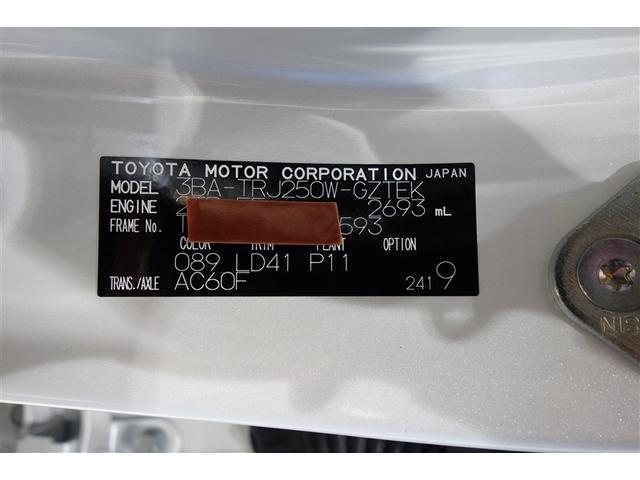 TOYOTA MOTOR CORPORATION JAPAN
MODEL 3BA-TRJ250W-GZTEK
ENGINE 2693 mL
FRAME No. 593
COLOR TRIM PLANT OPTION
089 LD41 P11
TRANS./AXLE AC60F 2419